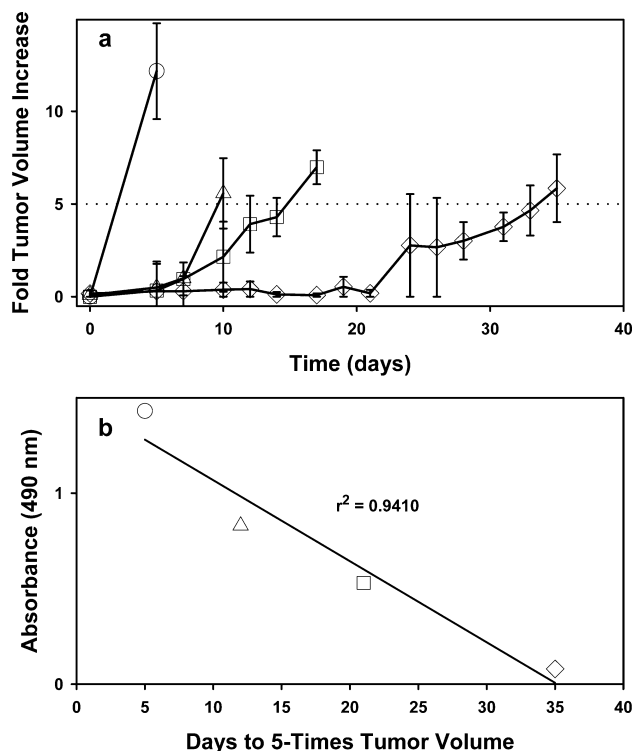 a
Fold Tumor Volume Increase
10
5
0
0 10 20 30 40
Time (days)
b
Absorbance (490 nm)
1
0
r² = 0.9410
0 5 10 15 20 25 30 35 40
Days to 5-Times Tumor Volume